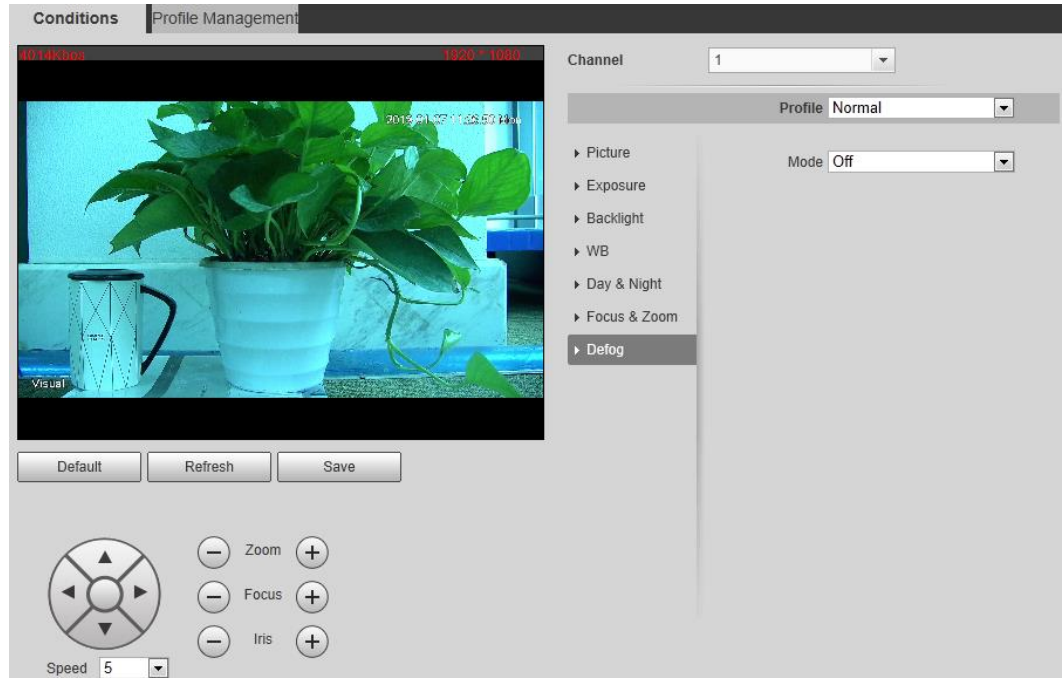 Conditions
Profile Management
4014Kbps
1920 * 1080
Visual
Default
Refresh
Save
Zoom
Focus
Iris
Speed 5
Channel 1
Profile Normal
Picture
Exposure
Backlight
WB
Day & Night
Focus & Zoom
Defog
Mode Off